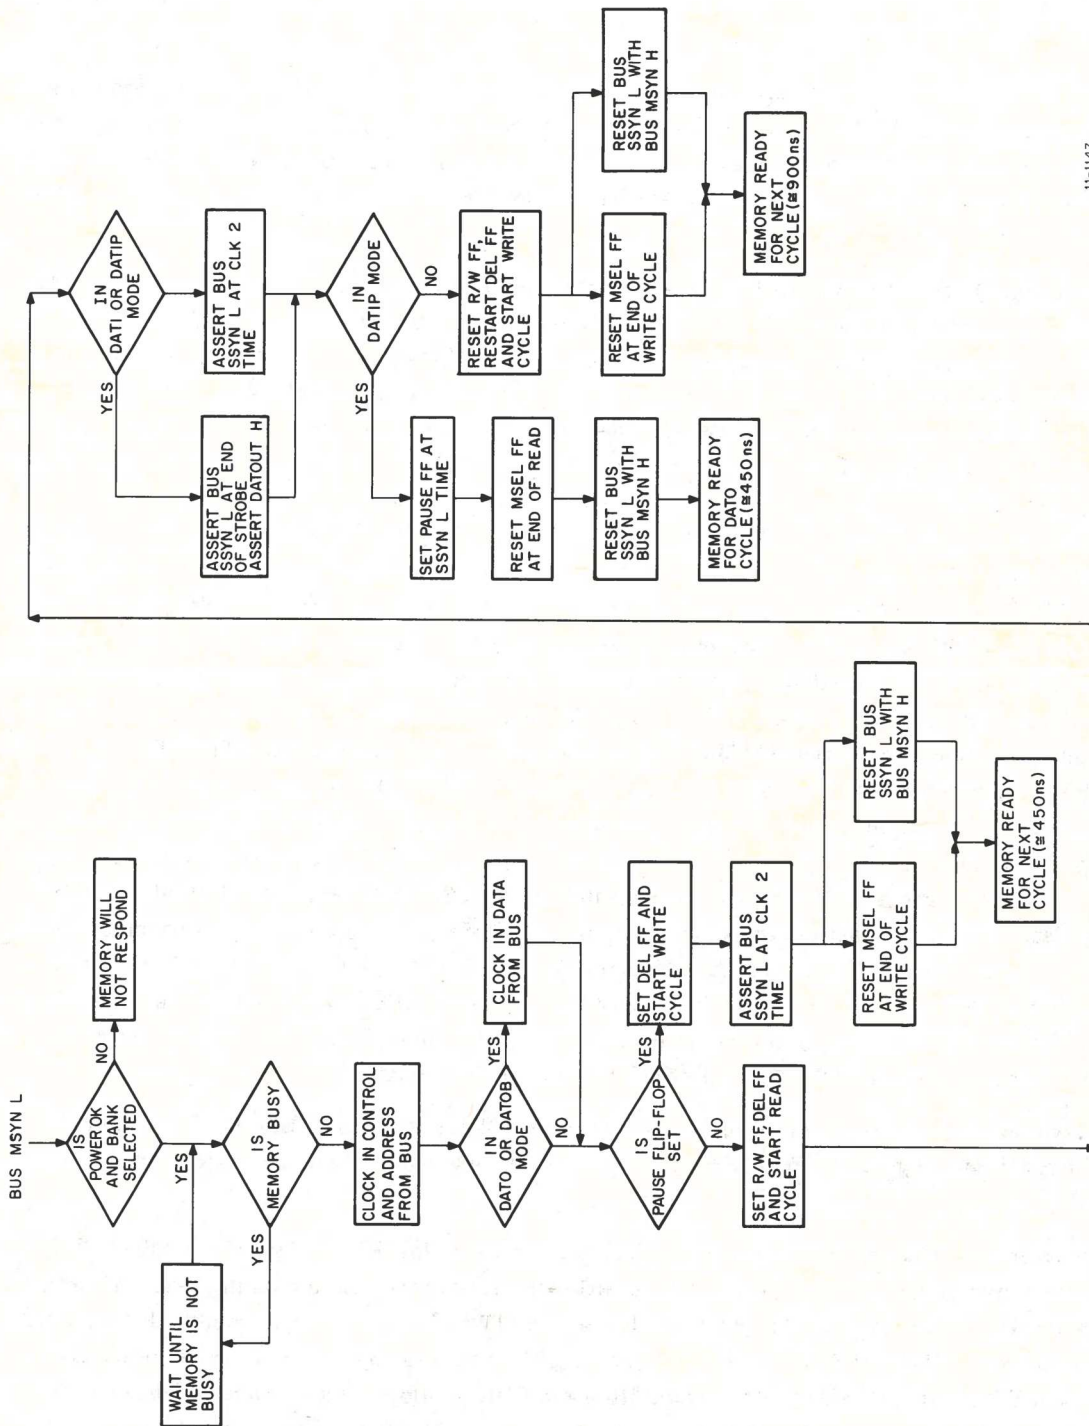 BUS MSYN L
IS
POWER OK
AND BANK
SELECTED
NO
MEMORY WILL
NOT RESPOND
YES
WAIT UNTIL
MEMORY IS NOT
BUSY
IS
MEMORY BUSY
YES
NO
CLOCK IN CONTROL
AND ADDRESS
FROM BUS
IN
DATO OR DATOB
MODE
YES
CLOCK IN DATA
FROM BUS
NO
IS
PAUSE FLIP-FLOP
SET
YES
SET DEL FF AND
START WRITE
CYCLE
ASSERT BUS
SSYN L AT CLK 2
TIME
RESET MSEL FF
AT END OF
WRITE CYCLE
RESET BUS
SSYN L WITH
BUS MSYN H
MEMORY READY
FOR NEXT
CYCLE (≅450ns)
NO
SET R/W FF, DEL FF
AND START READ
CYCLE
IN
DATI OR DATIP
MODE
YES
ASSERT BUS
SSYN L AT END
OF STROBE
ASSERT DATOUT H
ASSERT BUS
SSYN L AT CLK 2
TIME
IN
DATIP MODE
YES
SET PAUSE FF AT
SSYN L TIME
RESET MSEL FF
AT END OF READ
RESET BUS
SSYN L WITH
BUS MSYN H
MEMORY READY
FOR DATO
CYCLE (≅450ns)
NO
RESET R/W FF,
RESTART DEL FF
AND START WRITE
CYCLE
RESET MSEL FF
AT END OF
WRITE CYCLE
RESET BUS
SSYN L WITH
BUS MSYN H
MEMORY READY
FOR NEXT
CYCLE (≅900ns)